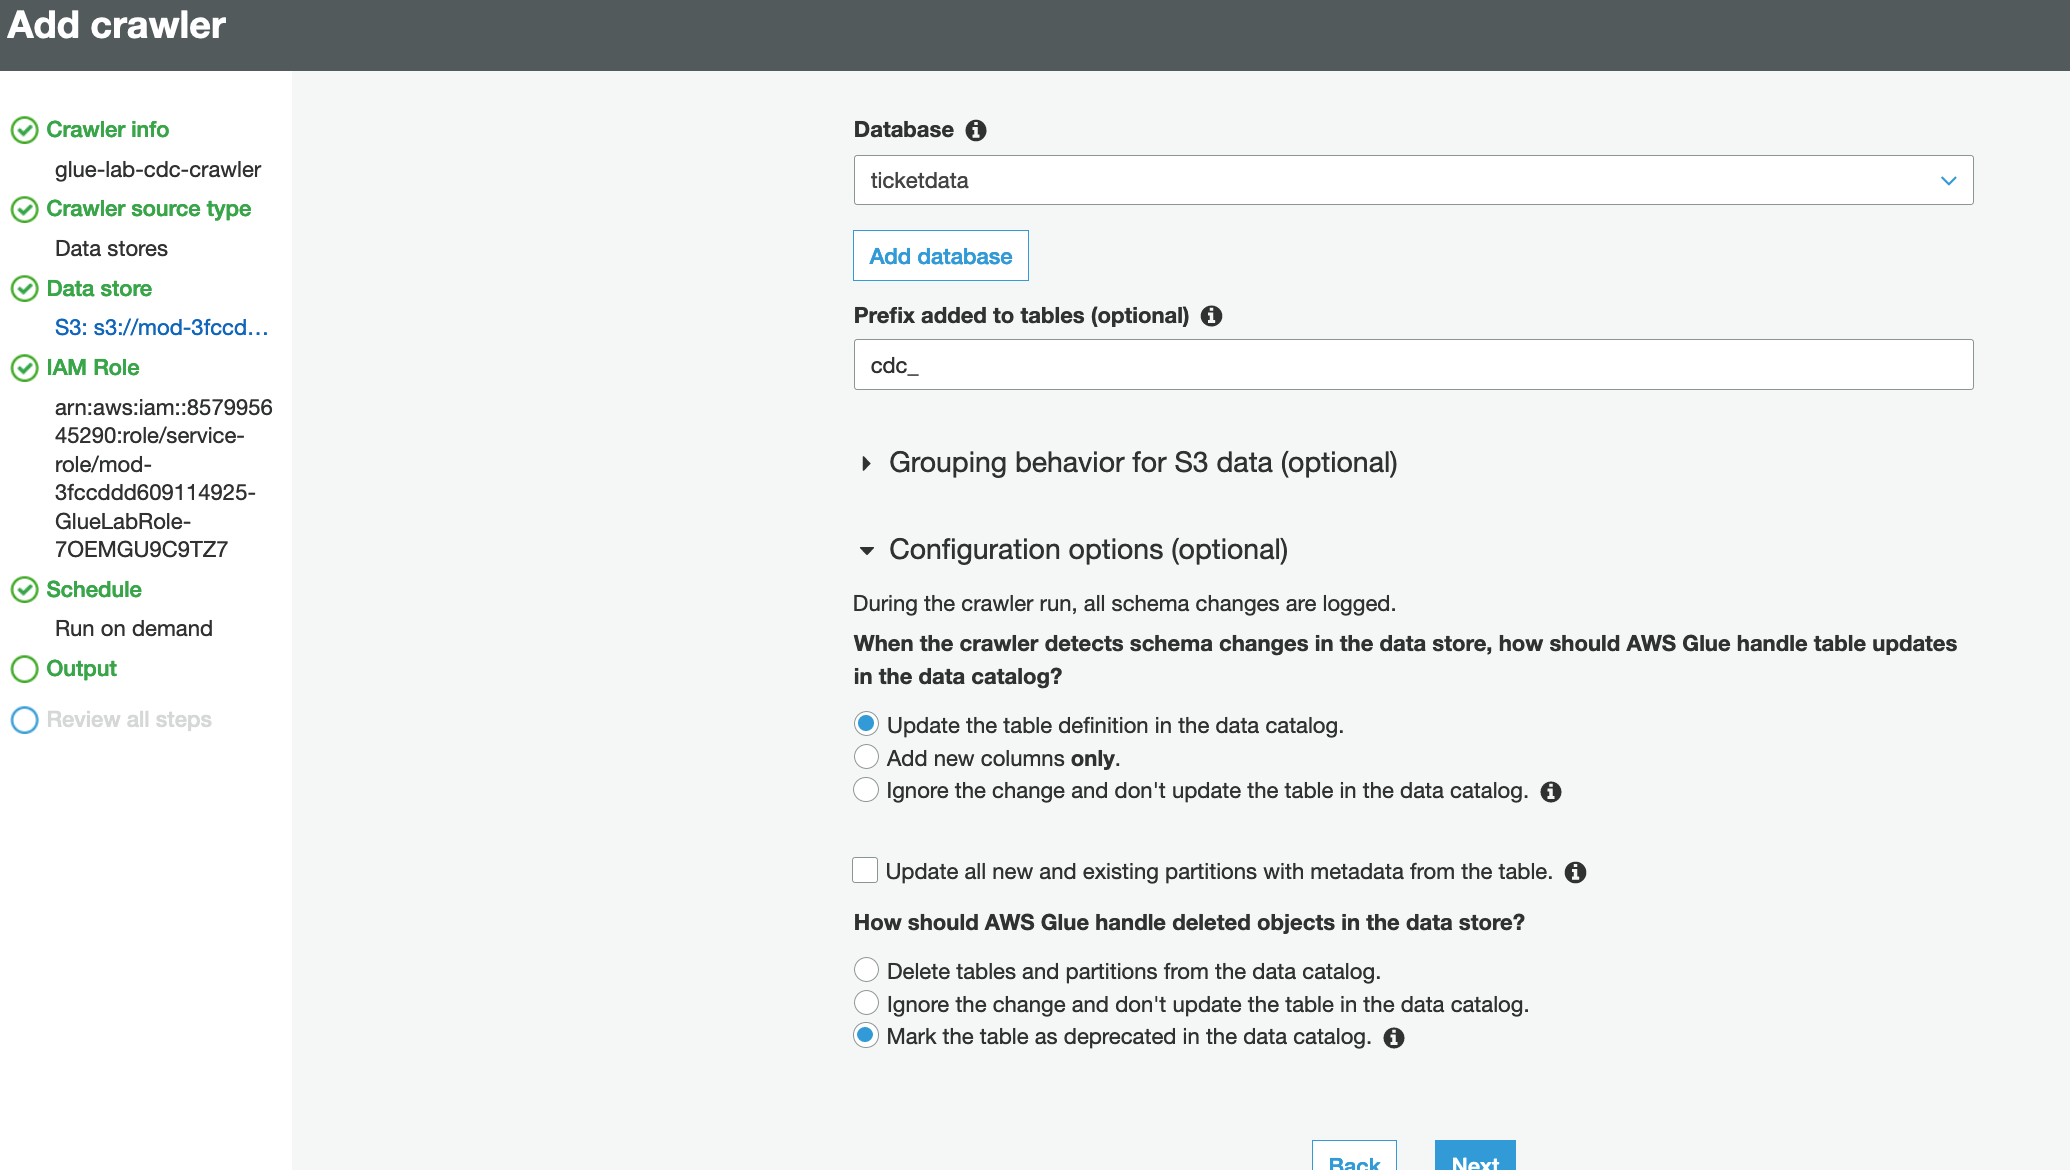 Add crawler
Crawler info
glue-lab-cdc-crawler
Crawler source type
Data stores
Data store
S3: s3://mod-3fccd…
IAM Role
arn:aws:iam::8579956
45290:role/service-
role/mod-
3fccddd609114925-
GlueLabRole-
7OEMGU9C9TZ7
Schedule
Run on demand
Output
Review all steps
Database
ticketdata
Add database
Prefix added to tables (optional)
cdc_
Grouping behavior for S3 data (optional)
Configuration options (optional)
During the crawler run, all schema changes are logged.
When the crawler detects schema changes in the data store, how should AWS Glue handle table updates
in the data catalog?
Update the table definition in the data catalog.
Add new columns only.
Ignore the change and don't update the table in the data catalog.
Update all new and existing partitions with metadata from the table.
How should AWS Glue handle deleted objects in the data store?
Delete tables and partitions from the data catalog.
Ignore the change and don't update the table in the data catalog.
Mark the table as deprecated in the data catalog.
Back
Next